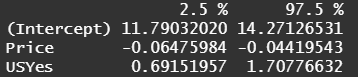 2.5 % 97.5 %
(Intercept) 11.79032020 14.27126531
Price -0.06475984 -0.04419543
USYes 0.69151957 1.70776632